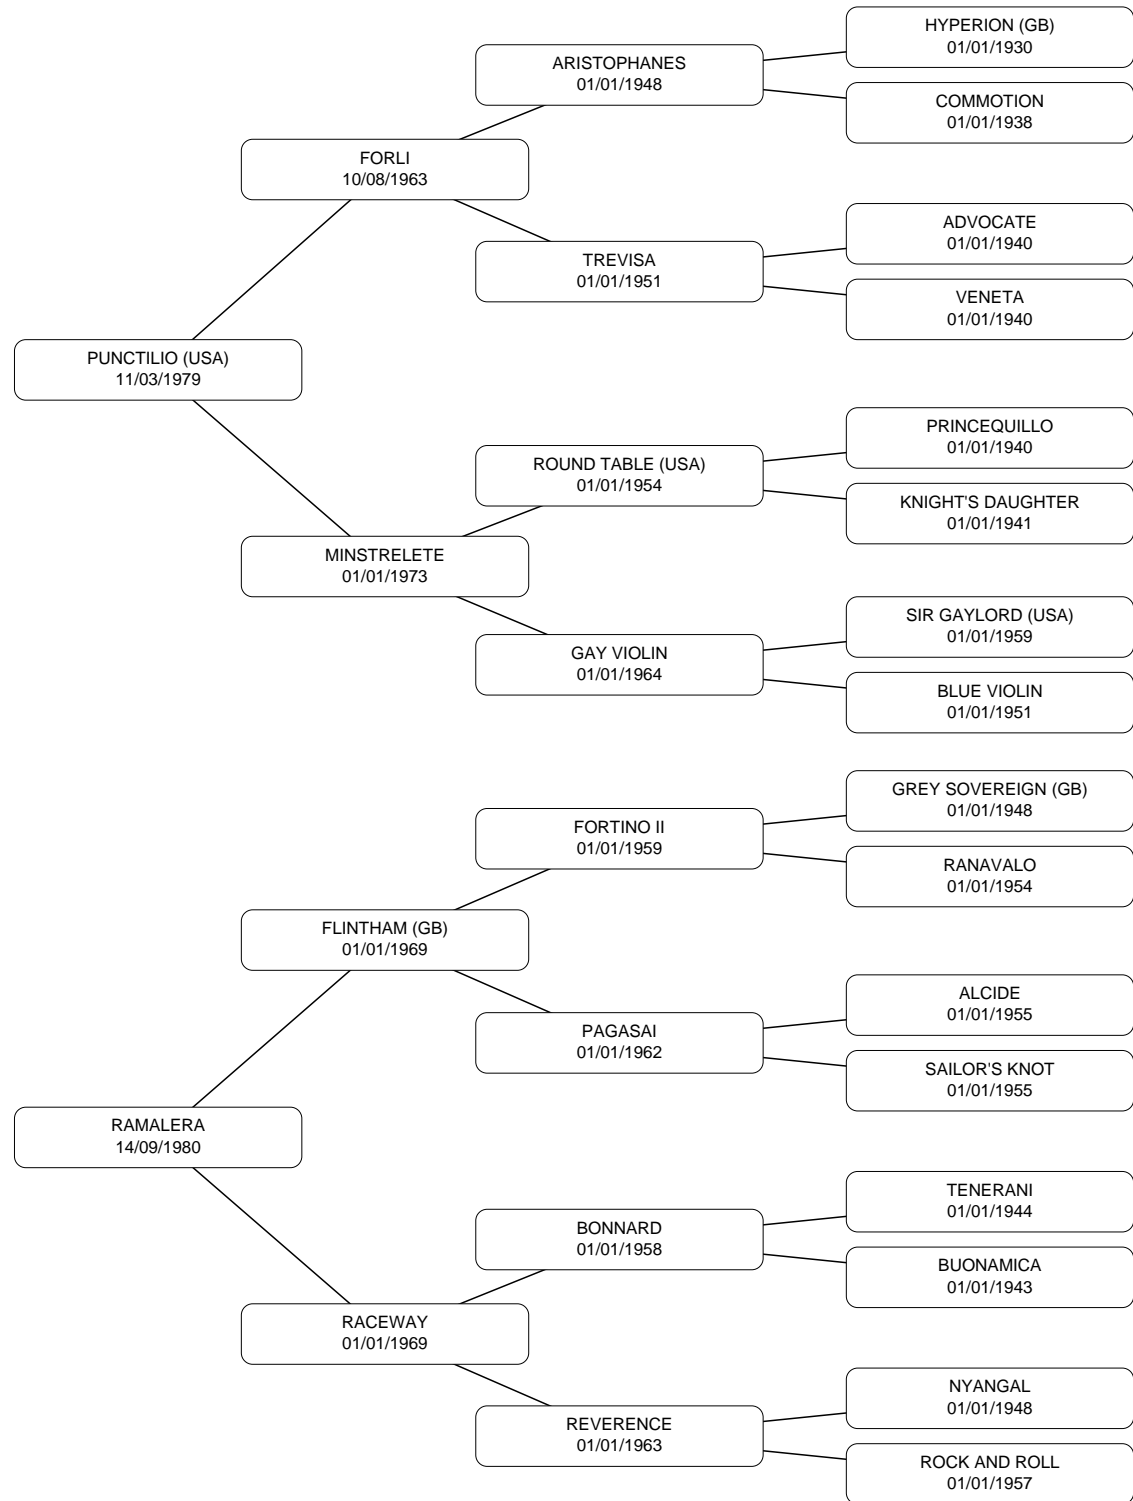 HYPERION (GB)
01/01/1930
ARISTOPHANES
01/01/1948
COMMOTION
01/01/1938
FORLI
10/08/1963
ADVOCATE
01/01/1940
TREVISA
01/01/1951
VENETA
01/01/1940
PUNCTILIO (USA)
11/03/1979
PRINCEQUILLO
01/01/1940
ROUND TABLE (USA)
01/01/1954
KNIGHT'S DAUGHTER
01/01/1941
MINSTRELETE
01/01/1973
SIR GAYLORD (USA)
01/01/1959
GAY VIOLIN
01/01/1964
BLUE VIOLIN
01/01/1951
GREY SOVEREIGN (GB)
01/01/1948
FORTINO II
01/01/1959
RANAVALO
01/01/1954
FLINTHAM (GB)
01/01/1969
ALCIDE
01/01/1955
PAGASAI
01/01/1962
SAILOR'S KNOT
01/01/1955
RAMALERA
14/09/1980
TENERANI
01/01/1944
BONNARD
01/01/1958
BUONAMICA
01/01/1943
RACEWAY
01/01/1969
NYANGAL
01/01/1948
REVERENCE
01/01/1963
ROCK AND ROLL
01/01/1957